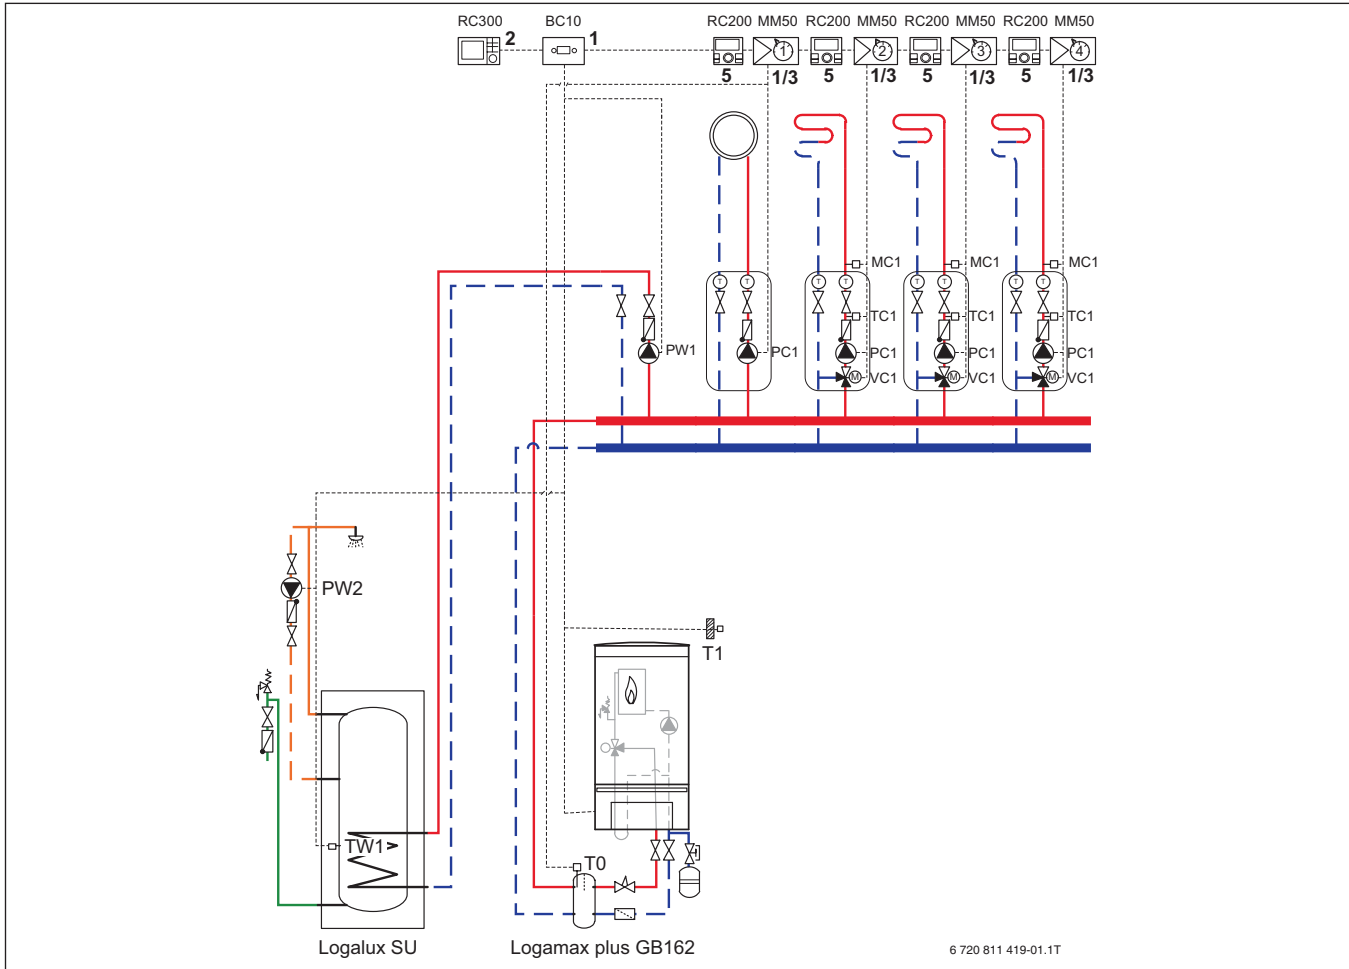 RC300 BC10 RC200 MM50 RC200 MM50 RC200 MM50 RC200 MM50
2 1 1 2 3 4
5 1/3 5 1/3 5 1/3 5 1/3
MC1 MC1 MC1
T T T T T T T T
TC1 TC1 TC1
PW1 PC1 PC1 PC1 PC1
M VC1 M VC1 M VC1
PW2
T1
TW1
T0
Logalux SU Logamax plus GB162
6 720 811 419-01.1T